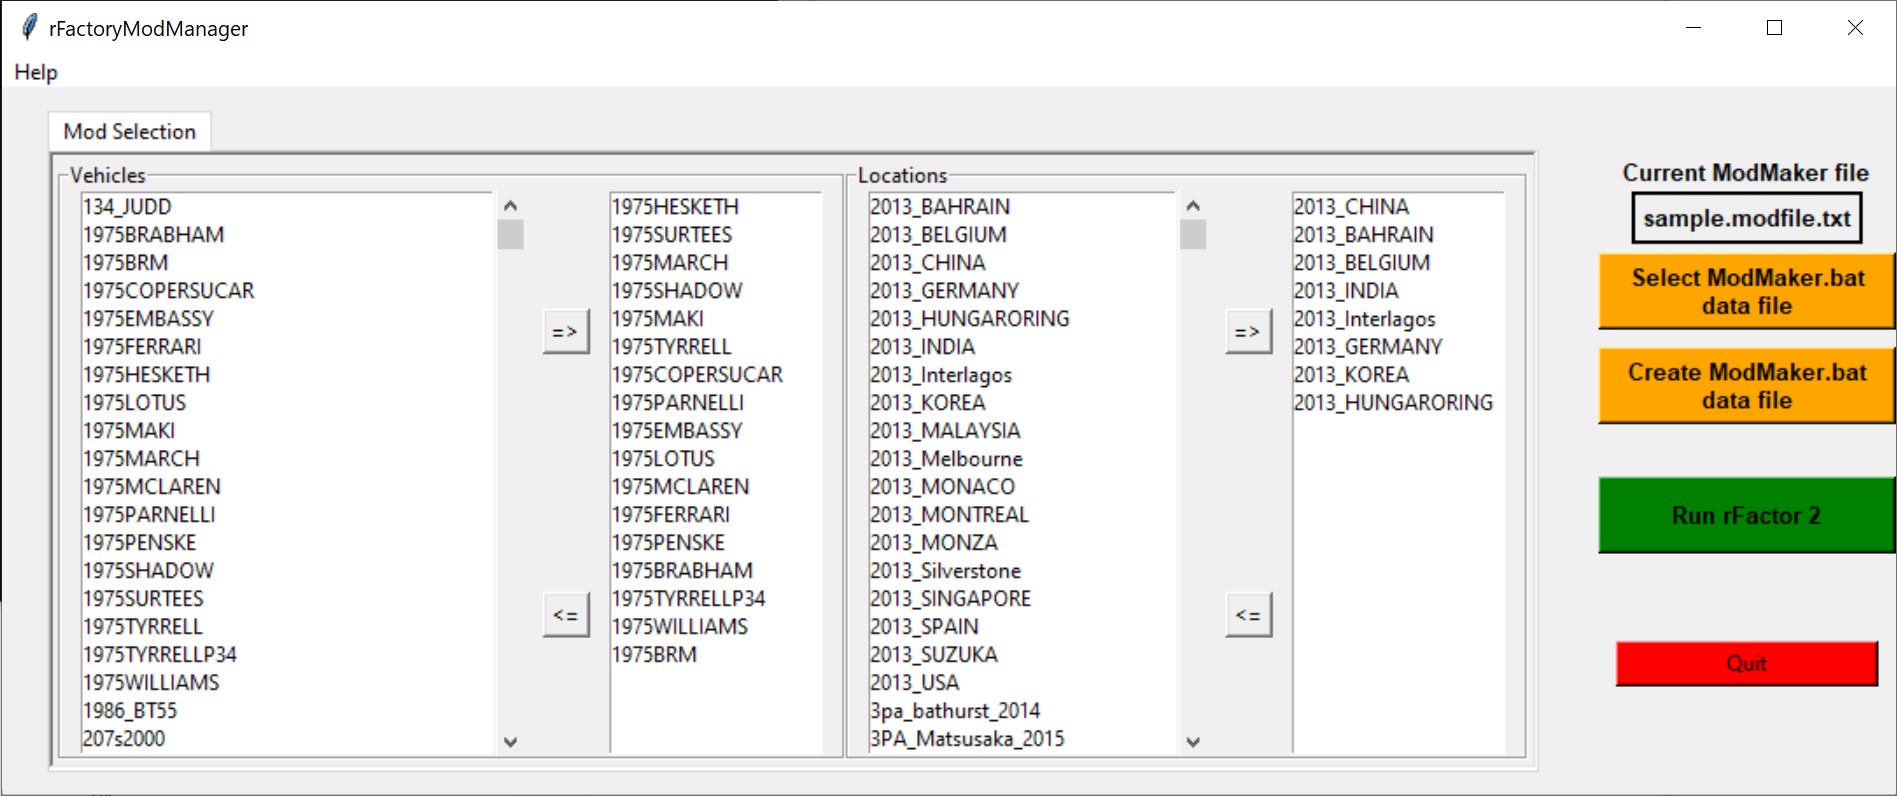 rFactoryModManager
Help
Mod Selection
Vehicles
134_JUDD
1975BRABHAM
1975BRM
1975COPERSUCAR
1975EMBASSY
1975FERRARI
1975HESKETH
1975LOTUS
1975MAKI
1975MARCH
1975MCLAREN
1975PARNELLI
1975PENSKE
1975SHADOW
1975SURTEES
1975TYRRELL
1975TYRRELLP34
1975WILLIAMS
1986_BT55
207s2000
=>
<=
1975HESKETH
1975SURTEES
1975MARCH
1975SHADOW
1975MAKI
1975TYRRELL
1975COPERSUCAR
1975PARNELLI
1975EMBASSY
1975LOTUS
1975MCLAREN
1975FERRARI
1975PENSKE
1975BRABHAM
1975TYRRELLP34
1975WILLIAMS
1975BRM
Locations
2013_BAHRAIN
2013_BELGIUM
2013_CHINA
2013_GERMANY
2013_HUNGARORING
2013_INDIA
2013_Interlagos
2013_KOREA
2013_MALAYSIA
2013_Melbourne
2013_MONACO
2013_MONTREAL
2013_MONZA
2013_Silverstone
2013_SINGAPORE
2013_SPAIN
2013_SUZUKA
2013_USA
3pa_bathurst_2014
3PA_Matsusaka_2015
=>
<=
2013_CHINA
2013_BAHRAIN
2013_BELGIUM
2013_INDIA
2013_Interlagos
2013_GERMANY
2013_KOREA
2013_HUNGARORING
Current ModMaker file
sample.modfile.txt
Select ModMaker.bat
data file
Create ModMaker.bat
data file
Run rFactor 2
Quit